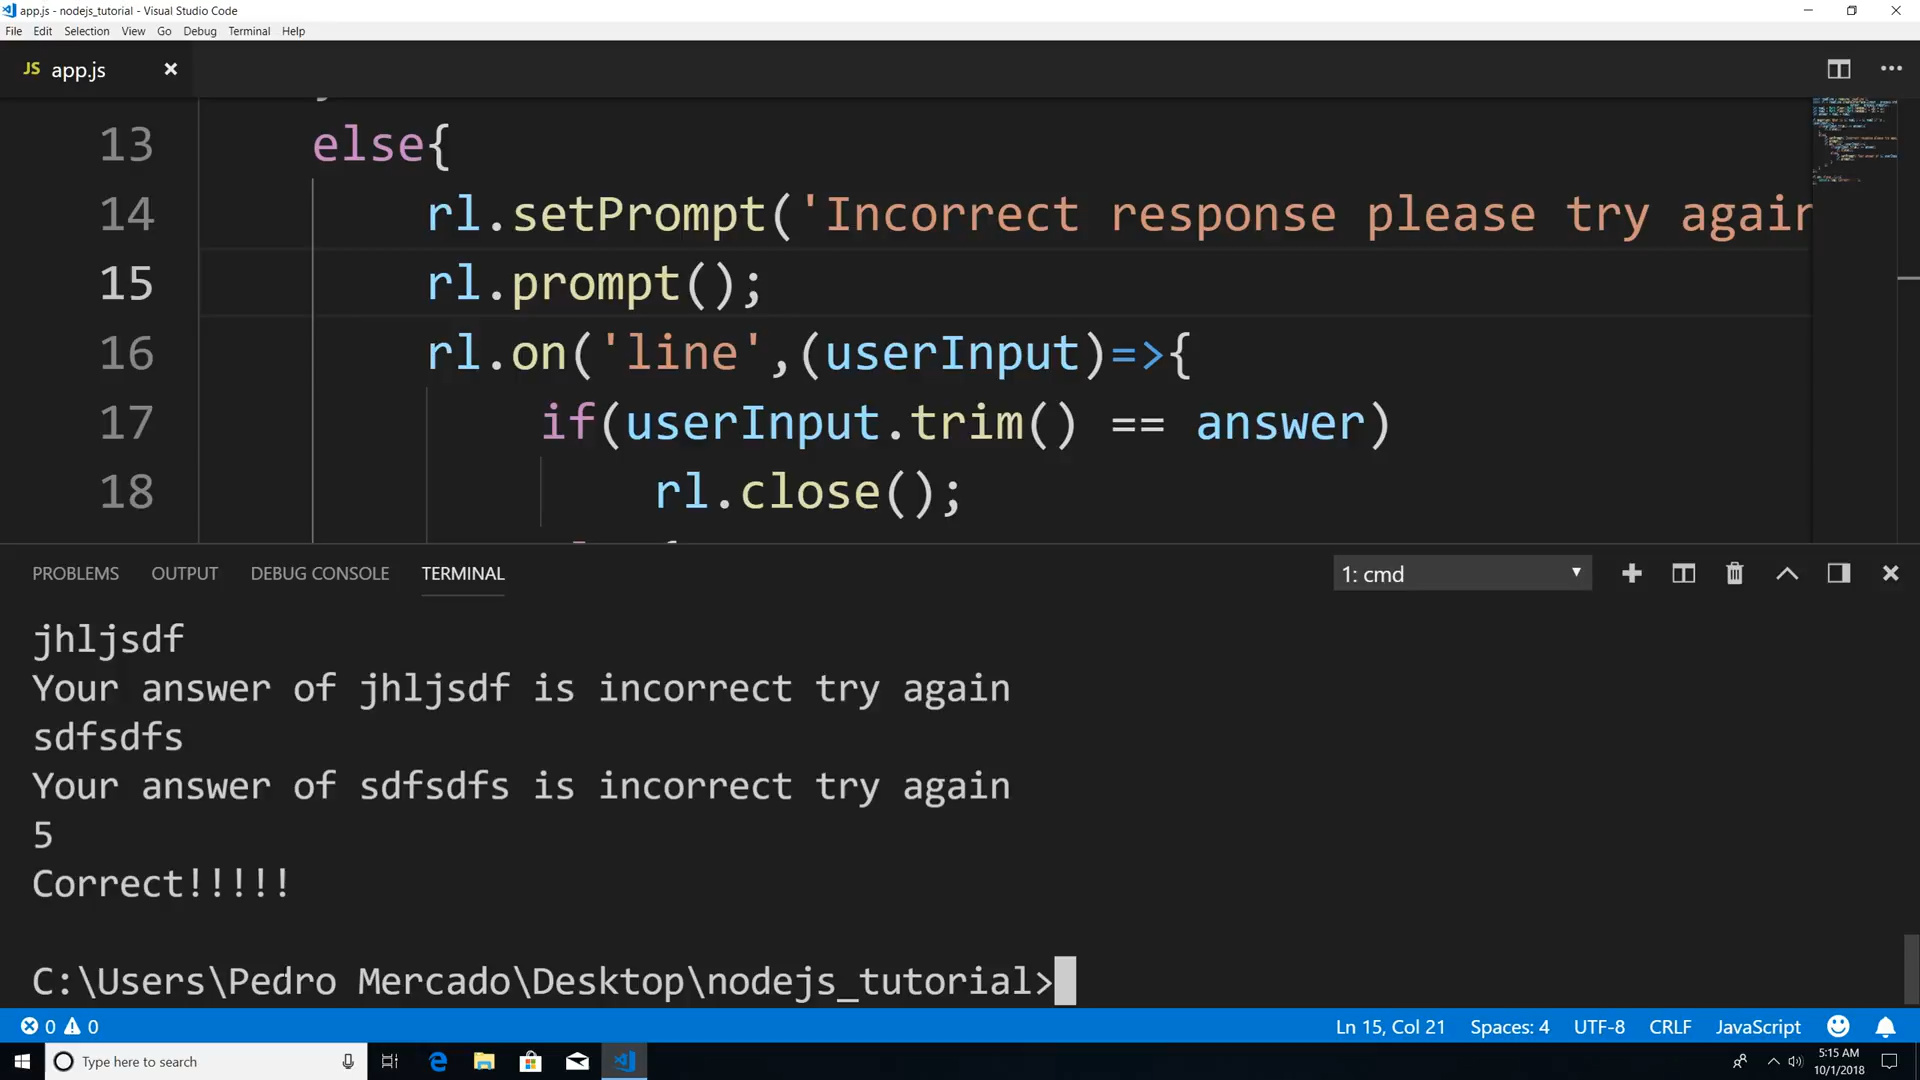 app.js - nodejs_tutorial - Visual Studio Code
File Edit Selection View Go Debug Terminal Help
JS app.js
13 else{
14 rl.setPrompt('Incorrect response please try again
15 rl.prompt();
16 rl.on('line',(userInput)=>{
17 if(userInput.trim() == answer)
18 rl.close();
PROBLEMS OUTPUT DEBUG CONSOLE TERMINAL 1: cmd
jhljsdf
Your answer of jhljsdf is incorrect try again
sdfsdfs
Your answer of sdfsdfs is incorrect try again
5
Correct!!!!!
C:\Users\Pedro Mercado\Desktop\nodejs_tutorial>
0 0 Ln 15, Col 21 Spaces: 4 UTF-8 CRLF JavaScript
Type here to search
5:15 AM
10/1/2018